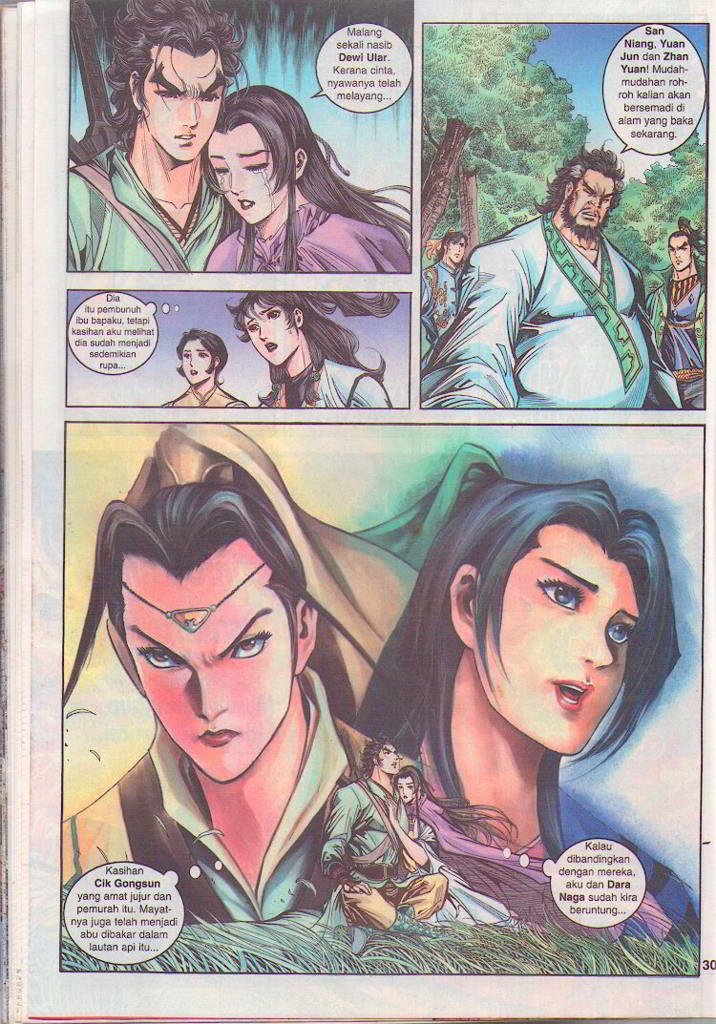 Malang
sekali nasib
Dewi Ular.
Kerana cinta,
nyawanya telah
melayang...
San
Niang, Yuan
Jun dan Zhan
Yuan! Mudah-
mudahan roh-
roh kalian akan
bersemadi di
alam yang baka
sekarang.
Dia
itu pembunuh
ibu bapaku, tetapi
kasihan aku melihat
dia sudah menjadi
sedemikian
rupa...
Kasihan
Cik Gongsun
yang amat jujur dan
pemurah itu. Mayat-
nya juga telah menjadi
abu dibakar dalam
lautan api itu...
Kalau
dibandingkan
dengan mereka,
aku dan Dara
Naga sudah kira
beruntung...
30